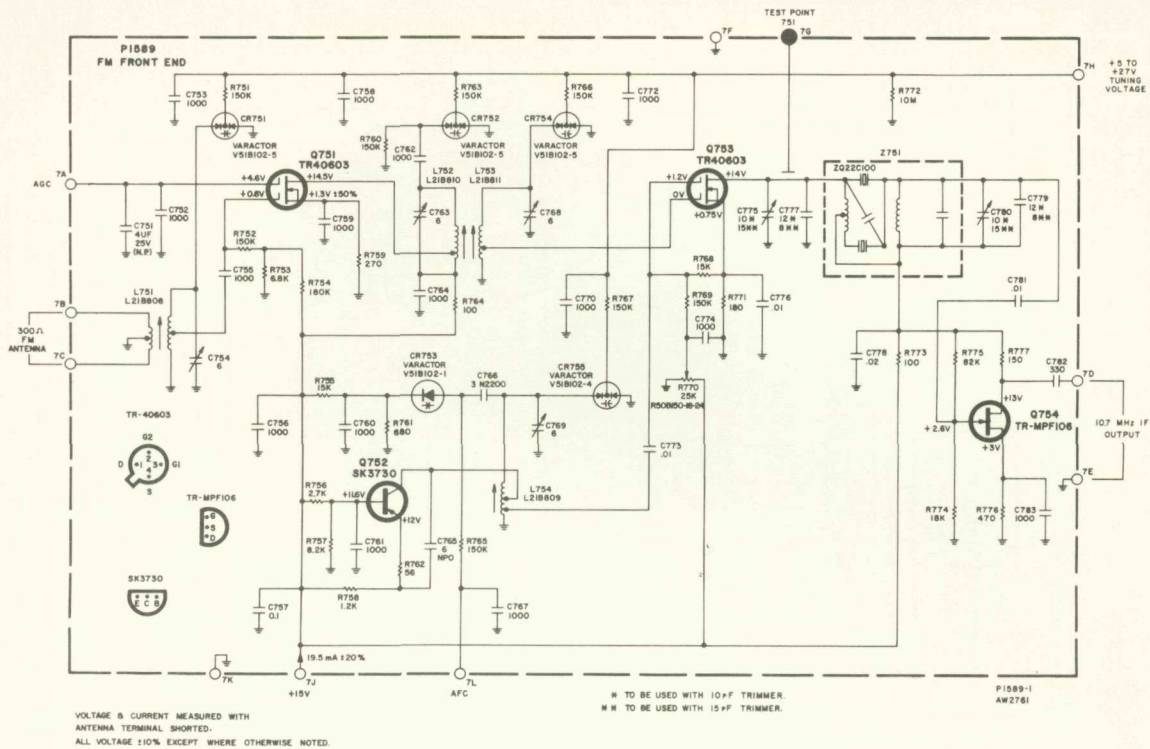 TEST POINT
751
7G
7F
P1589
FM FRONT END
7H
+5 TO
+27V
TUNING
VOLTAGE
C753
1000
R751
150K
C758
1000
R763
150K
R766
150K
C772
1000
R772
10M
CR751
VARACTOR
V51B102-5
R760
150K
C762
1000
CR752
VARACTOR
V51B102-5
CR754
VARACTOR
V51B102-5
Z751
ZQ22C100
7A
AGC
Q751
TR40603
+4.6V
+0.8V
+14.5V
+1.3V ±50%
L752
L21B810
L753
L21B811
Q753
TR40603
+1.2V
0V
+14V
+0.75V
C751
4UF
25V
(N.P.)
C752
1000
C759
1000
C763
6
C768
6
C775
10 ※
15※※
C777
12 ※
8※※
C780
10 ※
15※※
C779
12 ※
8※※
R752
150K
C755
1000
R753
6.8K
R754
180K
R759
270
C764
1000
R764
100
C770
1000
R767
150K
R768
15K
R769
150K
C774
1000
R771
180
C776
.01
C781
.01
7B
L751
L21B808
300Ω
FM
ANTENNA
7C
C754
6
R755
15K
CR753
VARACTOR
V51B102-1
C766
3 N2200
CR755
VARACTOR
V51B102-4
R770
25K
R50B150-18-24
C778
.02
R773
100
R775
82K
R777
150
C782
330
7D
C756
1000
C760
1000
R761
680
C769
6
C773
.01
+13V
+2.6V
+3V
Q754
TR-MPF106
10.7 MHz IF
OUTPUT
7E
TR-40603
G2
D 1 2 3 4 G1
S
Q752
SK3730
+11.6V
+12V
L754
L21B809
TR-MPF106
G
S
D
R756
2.7K
R757
8.2K
C761
1000
R762
56
C765
6
NPO
R765
150K
R774
18K
R776
470
C783
1000
SK3730
E C B
C757
0.1
R758
1.2K
C767
1000
19.5 mA ±20%
7K
7J
+15V
7L
AFC
※ TO BE USED WITH 10PF TRIMMER.
※※ TO BE USED WITH 15PF TRIMMER.
P1589-1
AW2761
VOLTAGE & CURRENT MEASURED WITH
ANTENNA TERMINAL SHORTED.
ALL VOLTAGE ±10% EXCEPT WHERE OTHERWISE NOTED.